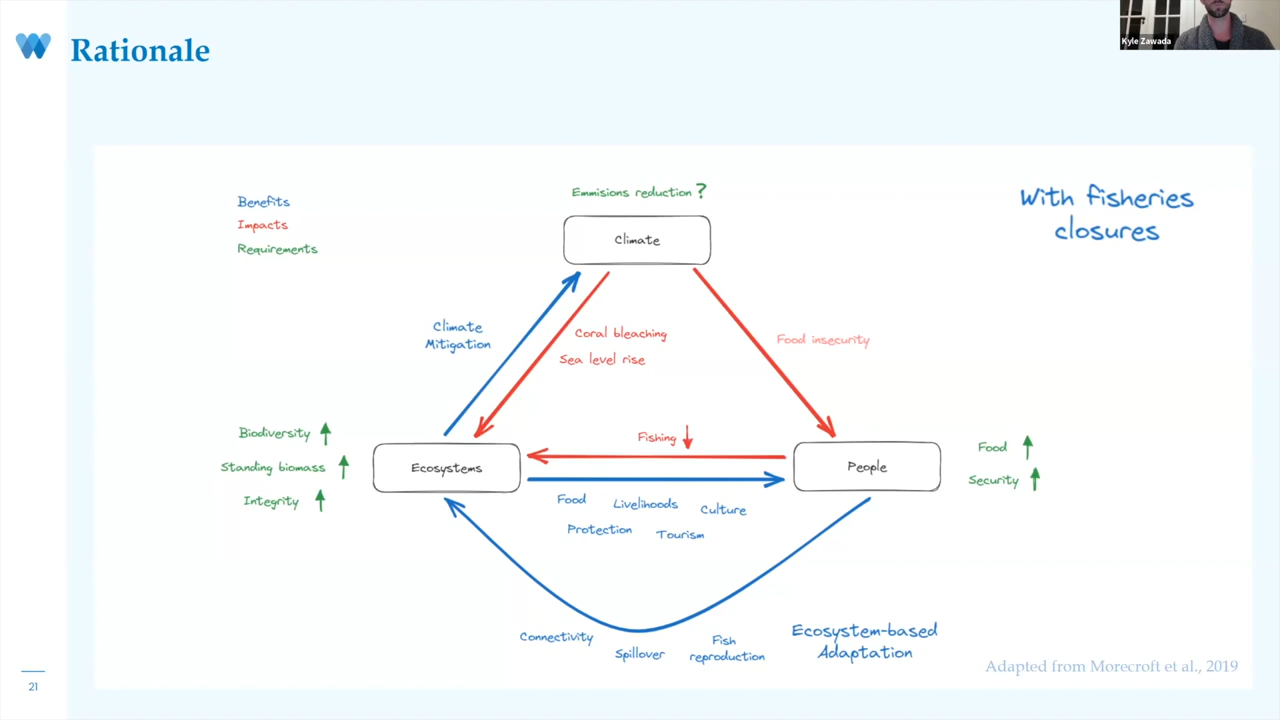 Kyle Zawada
Rationale
With fisheries
closures
Benefits
Impacts
Requirements
Emmisions reduction?
Climate
Climate
Mitigation
Coral bleaching
Sea level rise
Food insecurity
Biodiversity
Standing biomass
Integrity
Ecosystems
Fishing
People
Food
Security
Food
Livelihoods
Culture
Protection
Tourism
Connectivity
Spillover
Fish
reproduction
Ecosystem-based
Adaptation
Adapted from Morecroft et al., 2019
21